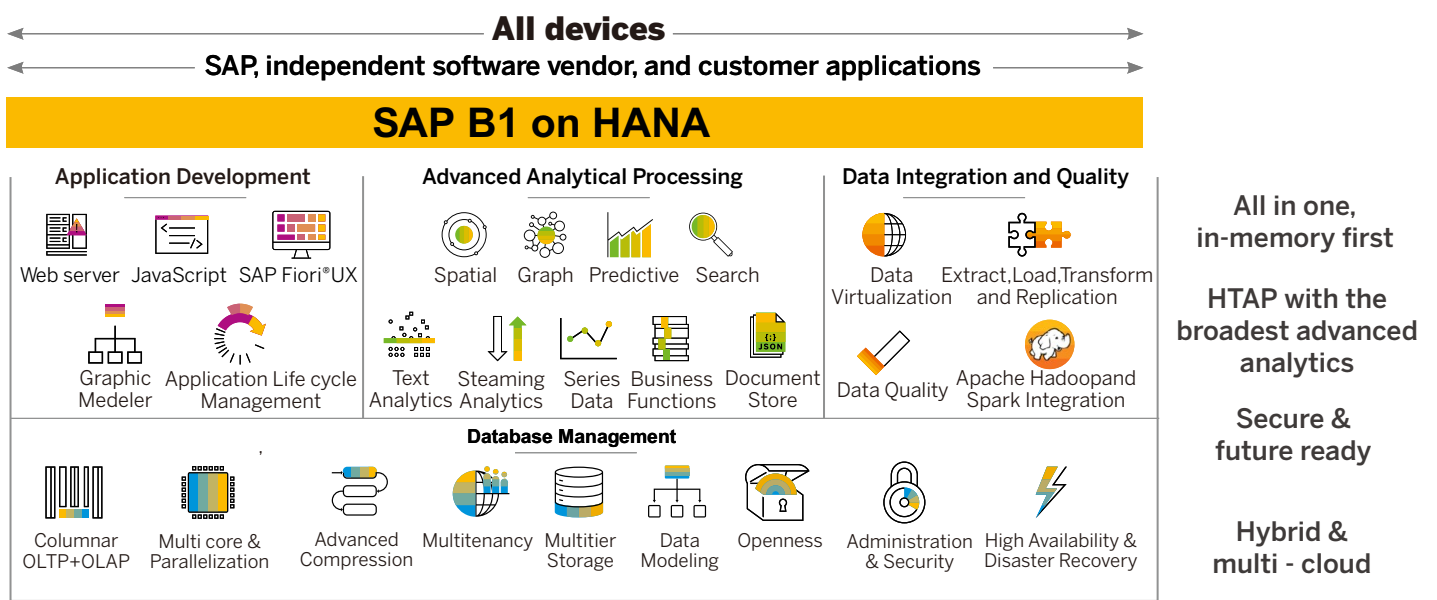 All devices
SAP, independent software vendor, and customer applications
SAP B1 on HANA
Application Development
Web server
JavaScript
SAP Fiori® UX
Graphic
Medeler
Application Life cycle
Management
Advanced Analytical Processing
Spatial
Graph
Predictive
Search
Text
Analytics
Steaming
Analytics
Series
Data
Business
Functions
{;}
JSON
Document
Store
Data Integration and Quality
Data
Virtualization
Extract,Load,Transform
and Replication
Data Quality
Apache Hadoopand
Spark Integration
Database Management
,
Columnar
OLTP+OLAP
Multi core &
Parallelization
Advanced
Compression
Multitenancy
Multitier
Storage
Data
Modeling
Openness
Administration
& Security
High Availability &
Disaster Recovery
All in one,
in-memory first
HTAP with the
broadest advanced
analytics
Secure &
future ready
Hybrid &
multi - cloud